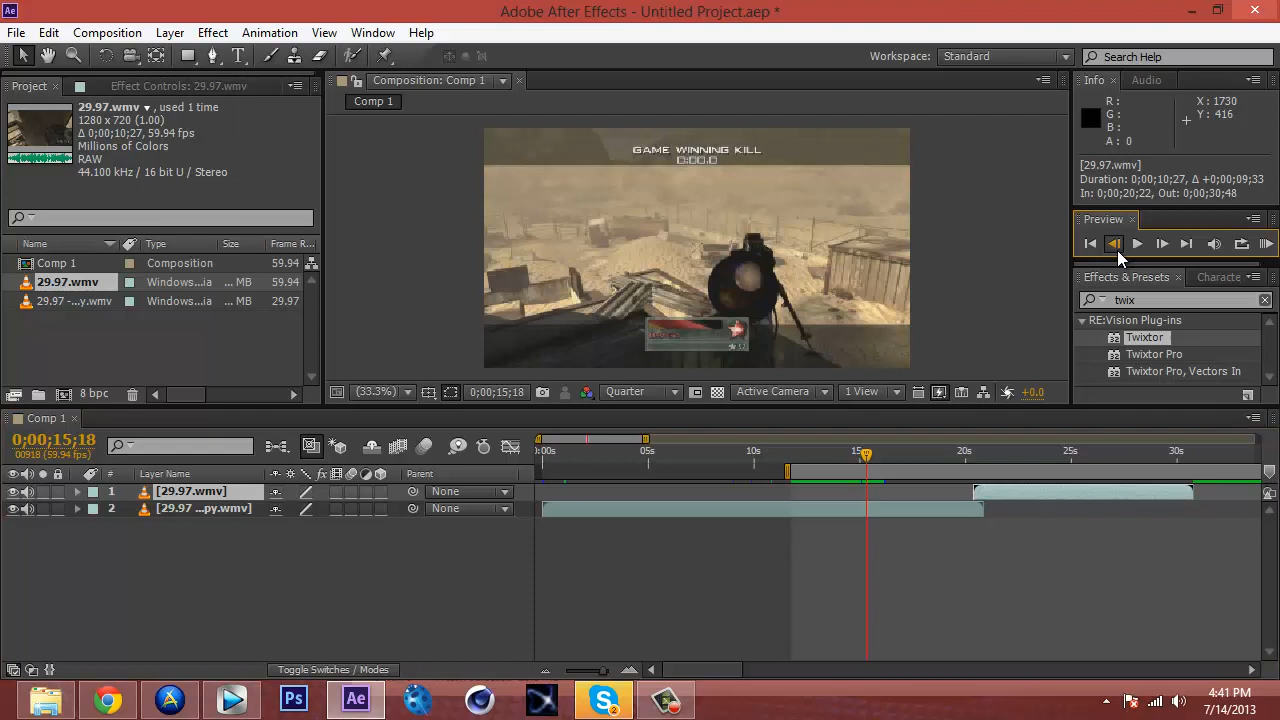 Adobe After Effects - Untitled Project.aep *
File Edit Composition Layer Effect Animation View Window Help
Workspace: Standard
Search Help
Project
Effect Controls: 29.97.wmv
29.97.wmv ▼, used 1 time
1280 x 720 (1.00)
Δ 0;00;10;27, 59.94 fps
Millions of Colors
RAW
44.100 kHz / 16 bit U / Stereo
Name Type Size Frame R...
Comp 1 Composition 59.94
29.97.wmv Windows...ia ... MB 59.94
29.97 -...y.wmv Windows...ia ... MB 29.97
8 bpc
Composition: Comp 1
Comp 1
GAME WINNING KILL
0:00.0
(33.3%) 0;00;15;18 Quarter Active Camera 1 View +0.0
Info Audio
R :
G :
B :
A : 0
X : 1730
Y : 416
[29.97.wmv]
Duration: 0;00;10;27, Δ +0;00;09;33
In: 0;00;20;22, Out: 0;00;30;48
Preview
Effects & Presets Characte
twix
RE:Vision Plug-ins
Twixtor
Twixtor Pro
Twixtor Pro, Vectors In
Comp 1
0;00;15;18
00918 (59.94 fps)
# Layer Name Parent
1 [29.97.wmv] None
2 [29.97 ...py.wmv] None
0:00s 05s 10s 15s 20s 25s 30s
Toggle Switches / Modes
Ps Ae 2
4:41 PM
7/14/2013